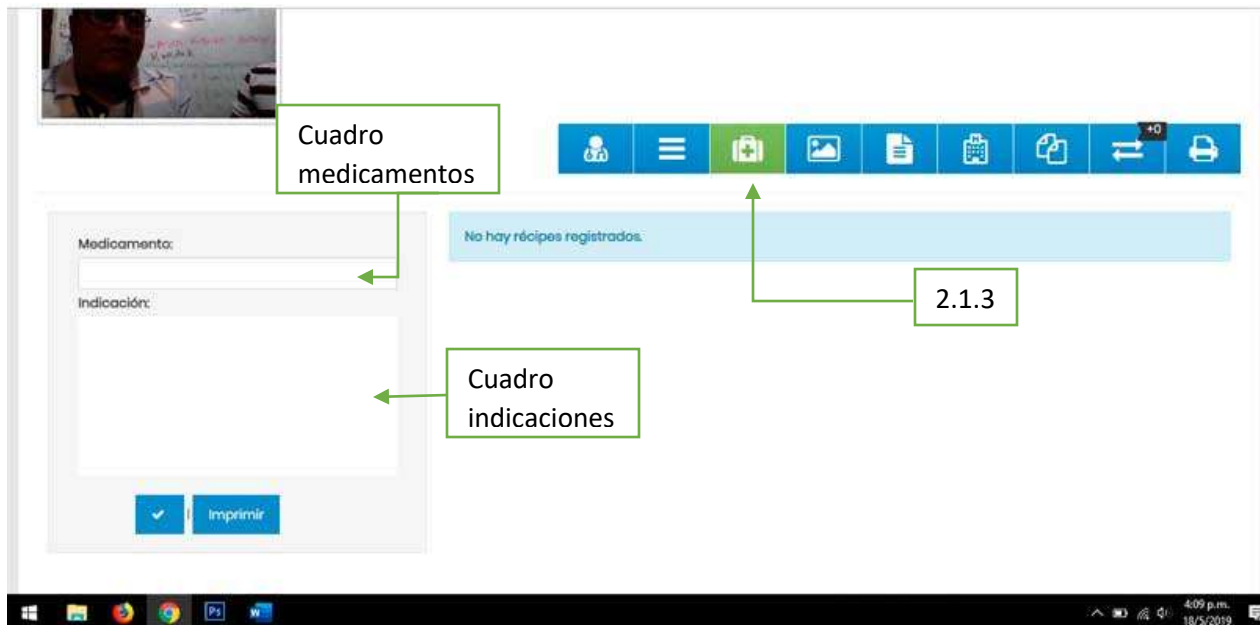 Cuadro
medicamentos
+0
Medicamento:
No hay récipes registrados.
2.1.3
Indicación:
Cuadro
indicaciones
Imprimir
Ps
W
4:09 p.m.
18/5/2019